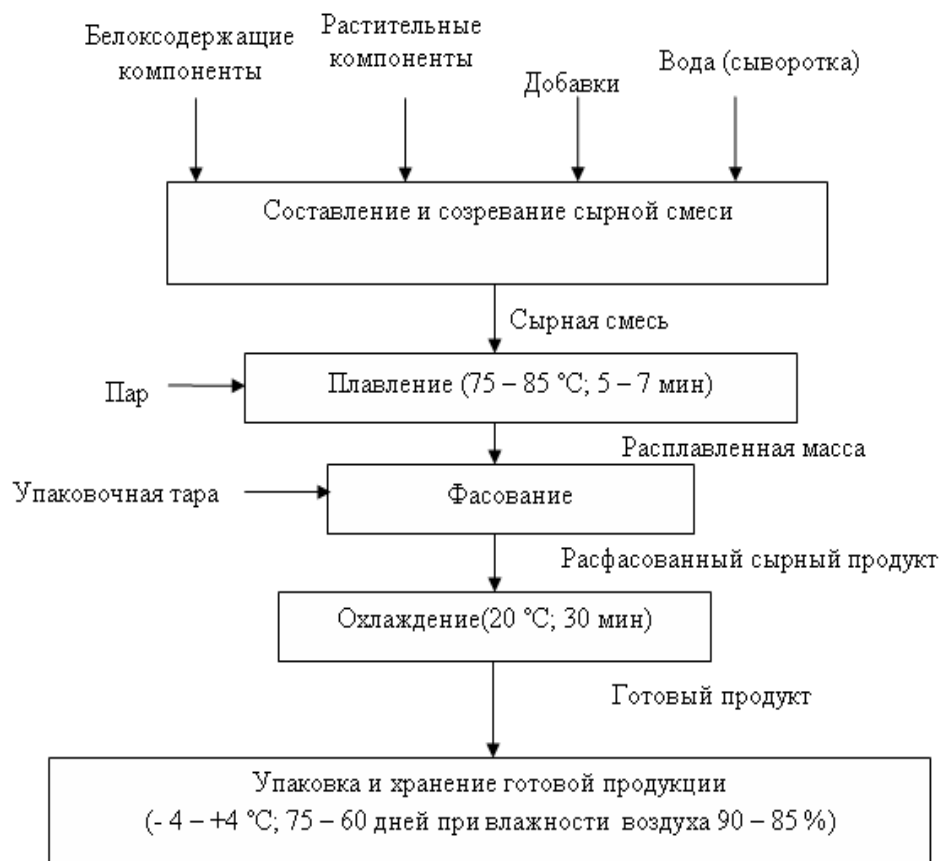 Белоксодержащие
компоненты
Растительные
компоненты
Добавки
Вода (сыворотка)
Составление и созревание сырной смеси
Сырная смесь
Пар
Плавление (75 – 85 °C; 5 – 7 мин)
Расплавленная масса
Упаковочная тара
Фасование
Расфасованный сырный продукт
Охлаждение(20 °C; 30 мин)
Готовый продукт
Упаковка и хранение готовой продукции
(- 4 – +4 °C; 75 – 60 дней при влажности воздуха 90 – 85 %)